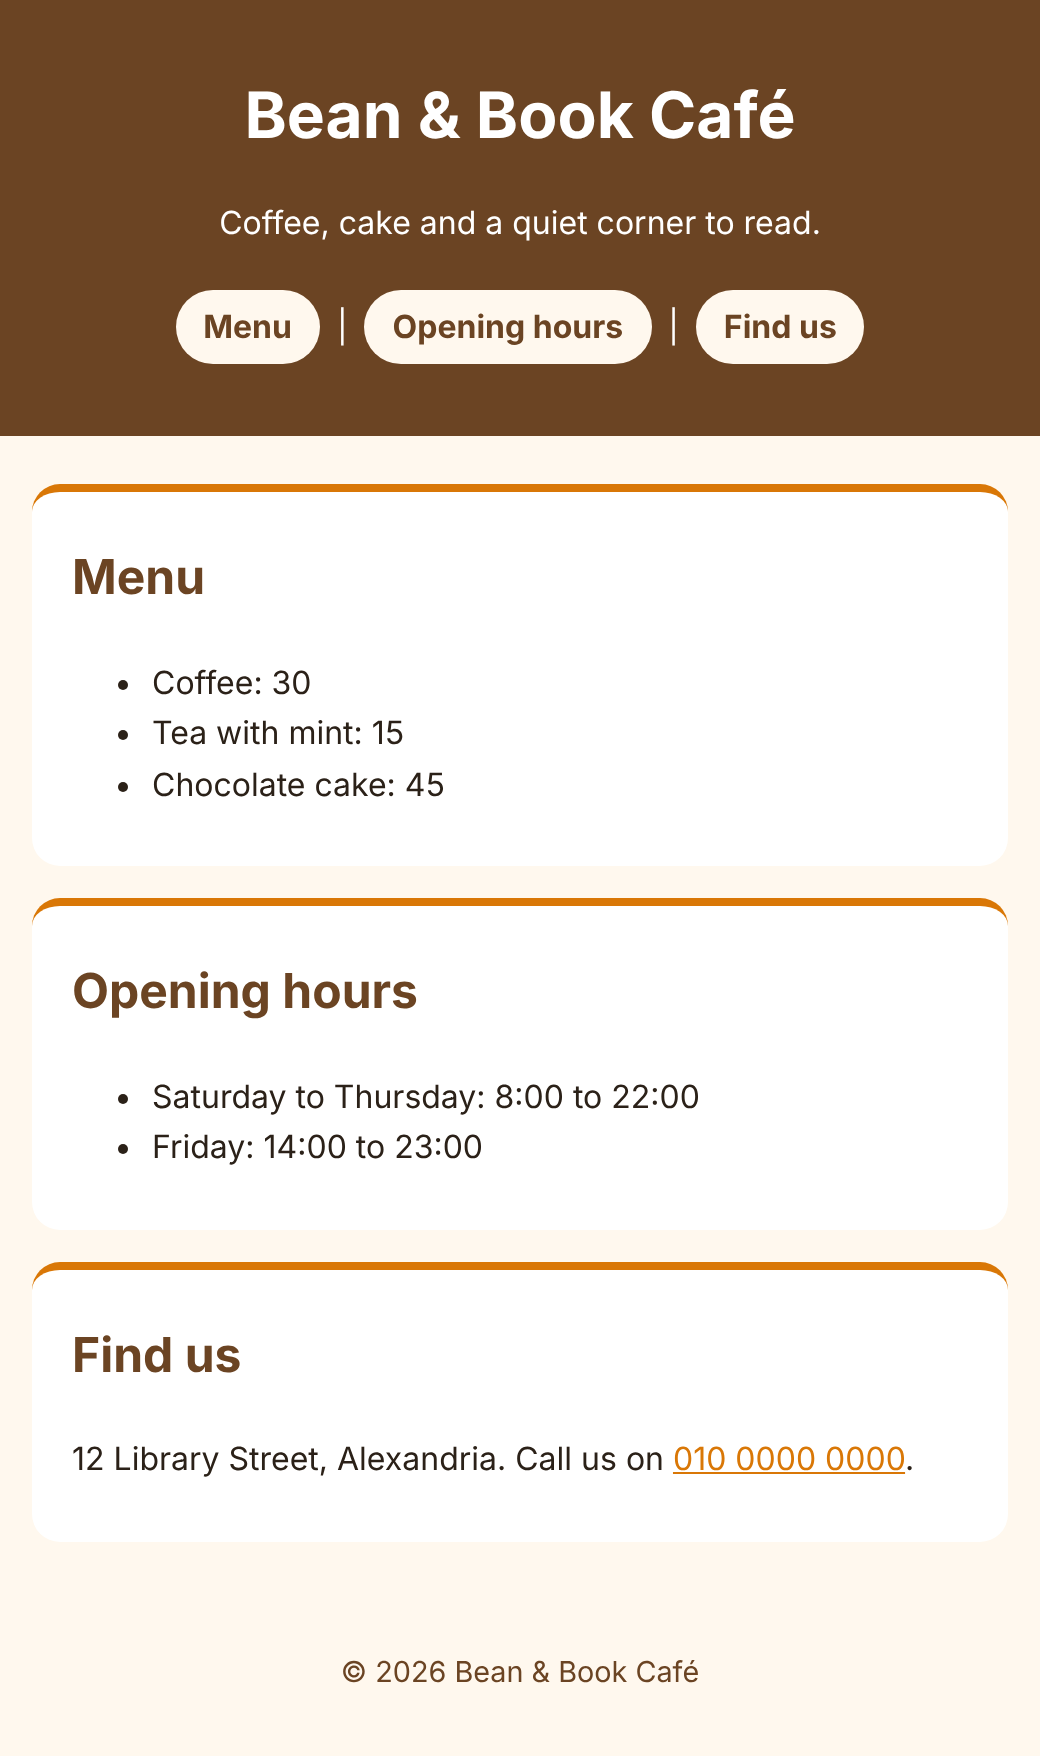 Bean & Book Café
Coffee, cake and a quiet corner to read.
Menu | Opening hours | Find us
Menu
• Coffee: 30
• Tea with mint: 15
• Chocolate cake: 45
Opening hours
• Saturday to Thursday: 8:00 to 22:00
• Friday: 14:00 to 23:00
Find us
12 Library Street, Alexandria. Call us on 010 0000 0000.
© 2026 Bean & Book Café